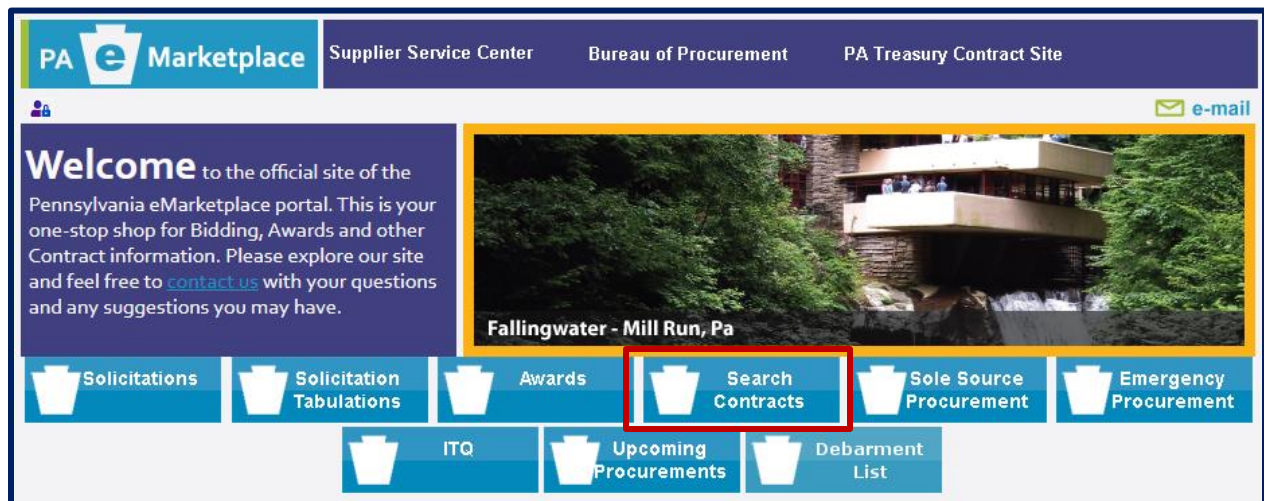 PA e Marketplace
Supplier Service Center
Bureau of Procurement
PA Treasury Contract Site
e-mail
Welcome to the official site of the
Pennsylvania eMarketplace portal. This is your
one-stop shop for Bidding, Awards and other
Contract information. Please explore our site
and feel free to contact us with your questions
and any suggestions you may have.
Fallingwater - Mill Run, Pa
Solicitations
Solicitation
Tabulations
Awards
Search
Contracts
Sole Source
Procurement
Emergency
Procurement
ITQ
Upcoming
Procurements
Debarment
List